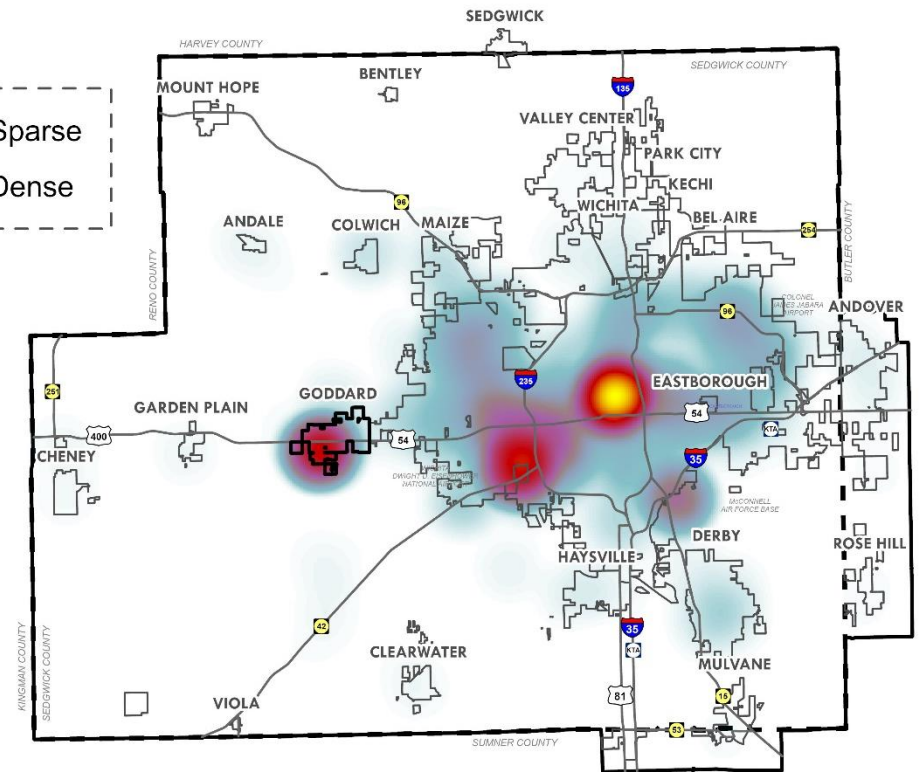 SEDGWICK
HARVEY COUNTY
SEDGWICK COUNTY
BENTLEY
MOUNT HOPE
135
VALLEY CENTER
Sparse
Dense
PARK CITY
KECHI
96
WICHITA
ANDALE
COLWICH
MAIZE
BEL AIRE
254
BUTLER COUNTY
RENO COUNTY
COLONEL
JAMES JABARA
AIRPORT
ANDOVER
96
235
EASTBOROUGH
251
GODDARD
GARDEN PLAIN
54
400
54
KTA
CHENEY
35
DWIGHT D. EISENHOWER
NATIONAL
McCONNELL
AIR FORCE BASE
DERBY
HAYSVILLE
ROSE HILL
42
35
KTA
CLEARWATER
KINGMAN COUNTY
SEDGWICK COUNTY
MULVANE
81
15
VIOLA
53
SUMNER COUNTY